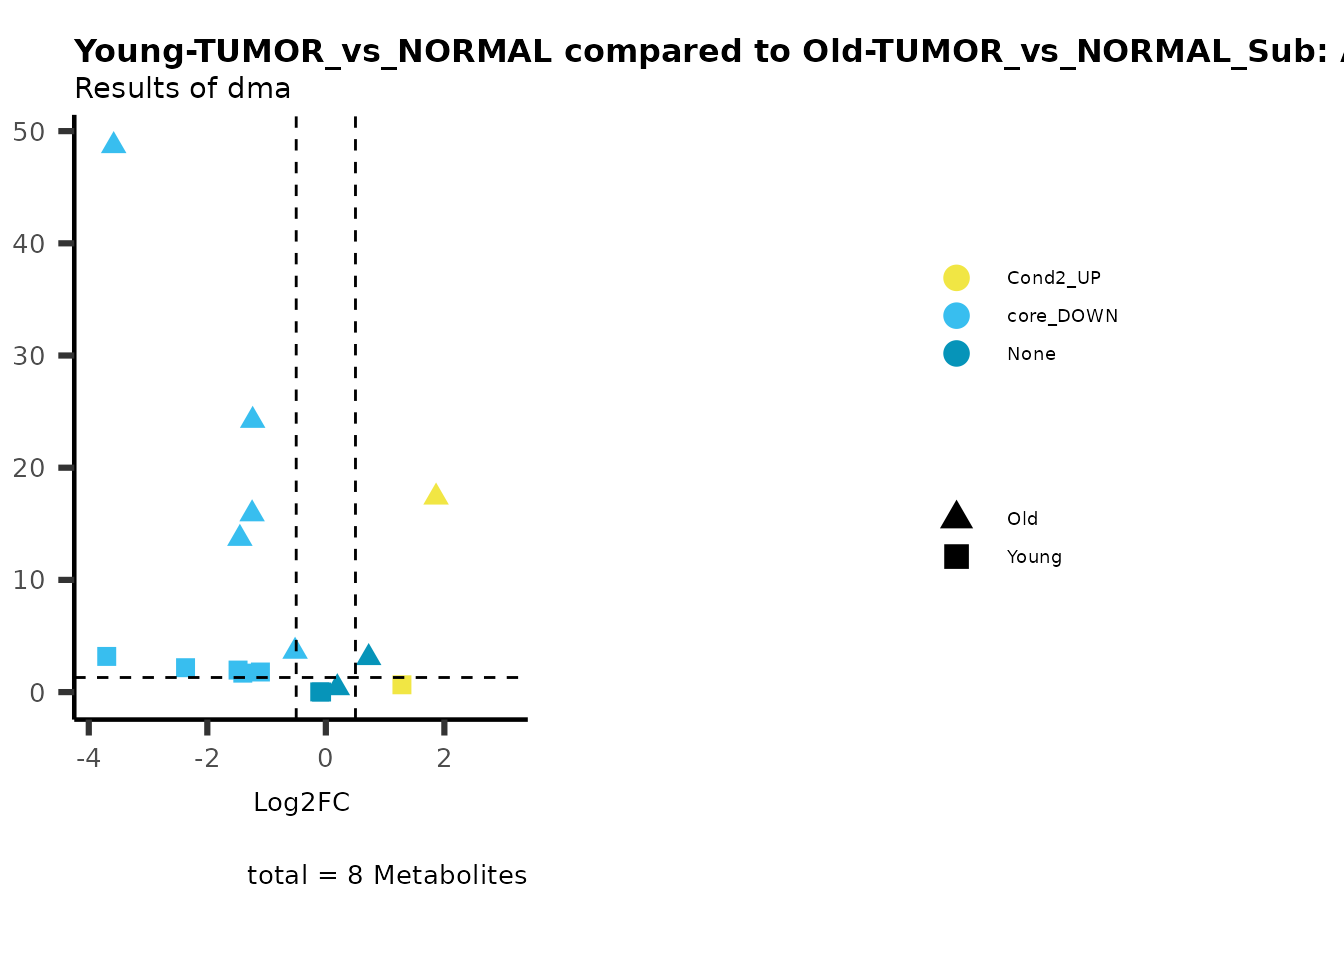 Young-TUMOR_vs_NORMAL compared to Old-TUMOR_vs_NORMAL_Sub:
Results of dma
50
40
30
20
10
0
-4 -2 0 2
Log2FC
total = 8 Metabolites
Cond2_UP
core_DOWN
None
Old
Young